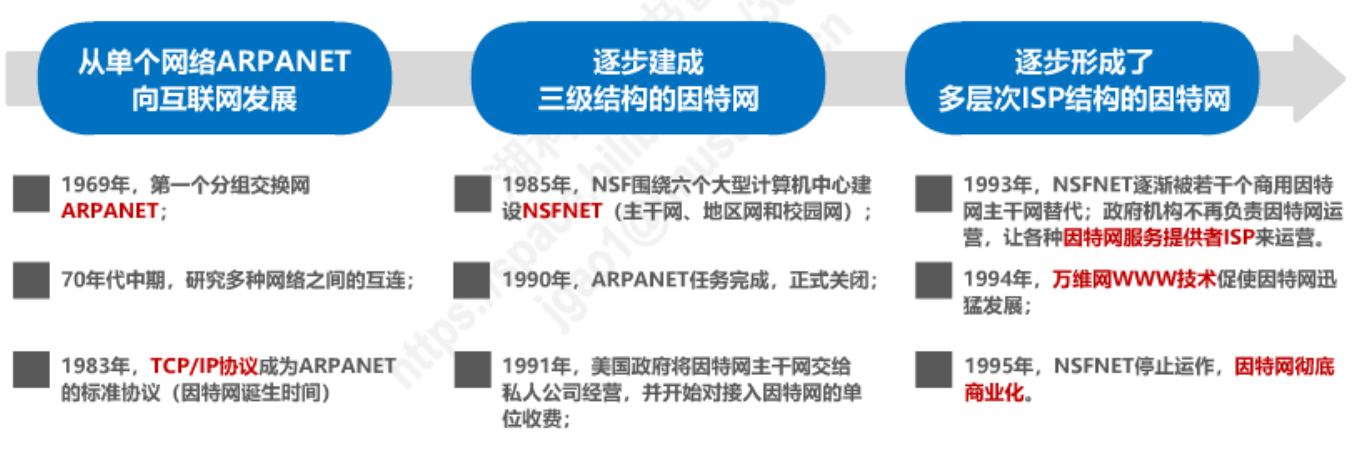 从单个网络ARPANET
向互联网发展
1969年，第一个分组交换网
ARPANET；
70年代中期，研究多种网络之间的互连；
1983年，TCP/IP协议成为ARPANET
的标准协议（因特网诞生时间）
逐步建成
三级结构的因特网
1985年，NSF围绕六个大型计算机中心建
设NSFNET（主干网、地区网和校园网）；
1990年，ARPANET任务完成，正式关闭；
1991年，美国政府将因特网主干网交给
私人公司经营，并开始对接入因特网的单
位收费；
逐步形成了
多层次ISP结构的因特网
1993年，NSFNET逐渐被若干个商用因特
网主干网替代；政府机构不再负责因特网运
营，让各种因特网服务提供者ISP来运营。
1994年，万维网WWW技术促使因特网迅
猛发展；
1995年，NSFNET停止运作，因特网彻底
商业化。